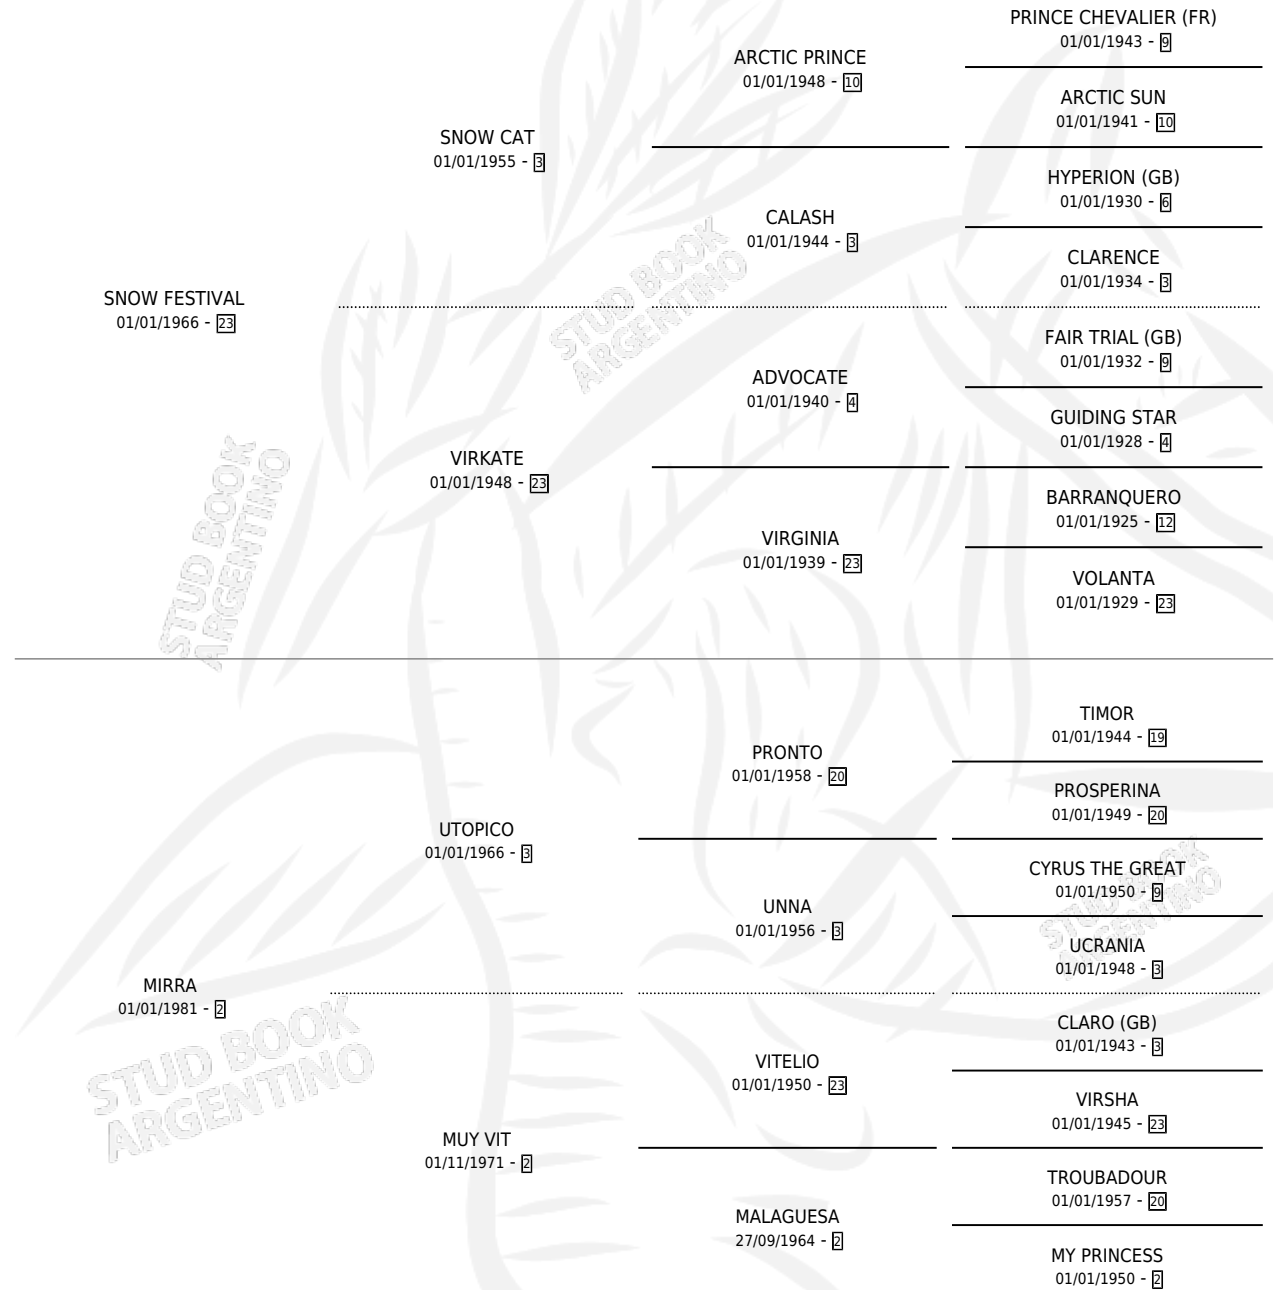 PRINCE CHEVALIER (FR)
01/01/1943 - 9
ARCTIC PRINCE
01/01/1948 - 10
ARCTIC SUN
01/01/1941 - 10
SNOW CAT
01/01/1955 - 3
HYPERION (GB)
01/01/1930 - 6
CALASH
01/01/1944 - 3
CLARENCE
01/01/1934 - 3
SNOW FESTIVAL
01/01/1966 - 23
FAIR TRIAL (GB)
01/01/1932 - 9
ADVOCATE
01/01/1940 - 4
GUIDING STAR
01/01/1928 - 4
VIRKATE
01/01/1948 - 23
BARRANQUERO
01/01/1925 - 12
VIRGINIA
01/01/1939 - 23
VOLANTA
01/01/1929 - 23
STUD BOOK
ARGENTINO
STUD BOOK
ARGENTINO
TIMOR
01/01/1944 - 19
PRONTO
01/01/1958 - 20
PROSPERINA
01/01/1949 - 20
UTOPICO
01/01/1966 - 3
CYRUS THE GREAT
01/01/1950 - 9
UNNA
01/01/1956 - 3
UCRANIA
01/01/1948 - 3
STUD BOOK
ARGENTINO
MIRRA
01/01/1981 - 2
CLARO (GB)
01/01/1943 - 3
VITELIO
01/01/1950 - 23
VIRSHA
01/01/1945 - 23
MUY VIT
01/11/1971 - 2
TROUBADOUR
01/01/1957 - 20
MALAGUESA
27/09/1964 - 2
MY PRINCESS
01/01/1950 - 2
STUD BOOK
ARGENTINO